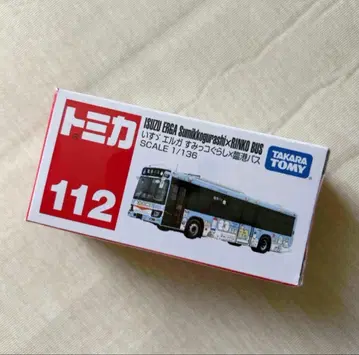 トミカ
112
ISUZU ERGA Sumikkogurashi×RINKO BUS
いすゞ エルガ すみっコぐらし×臨港バス
SCALE 1/136
TAKARA
TOMY